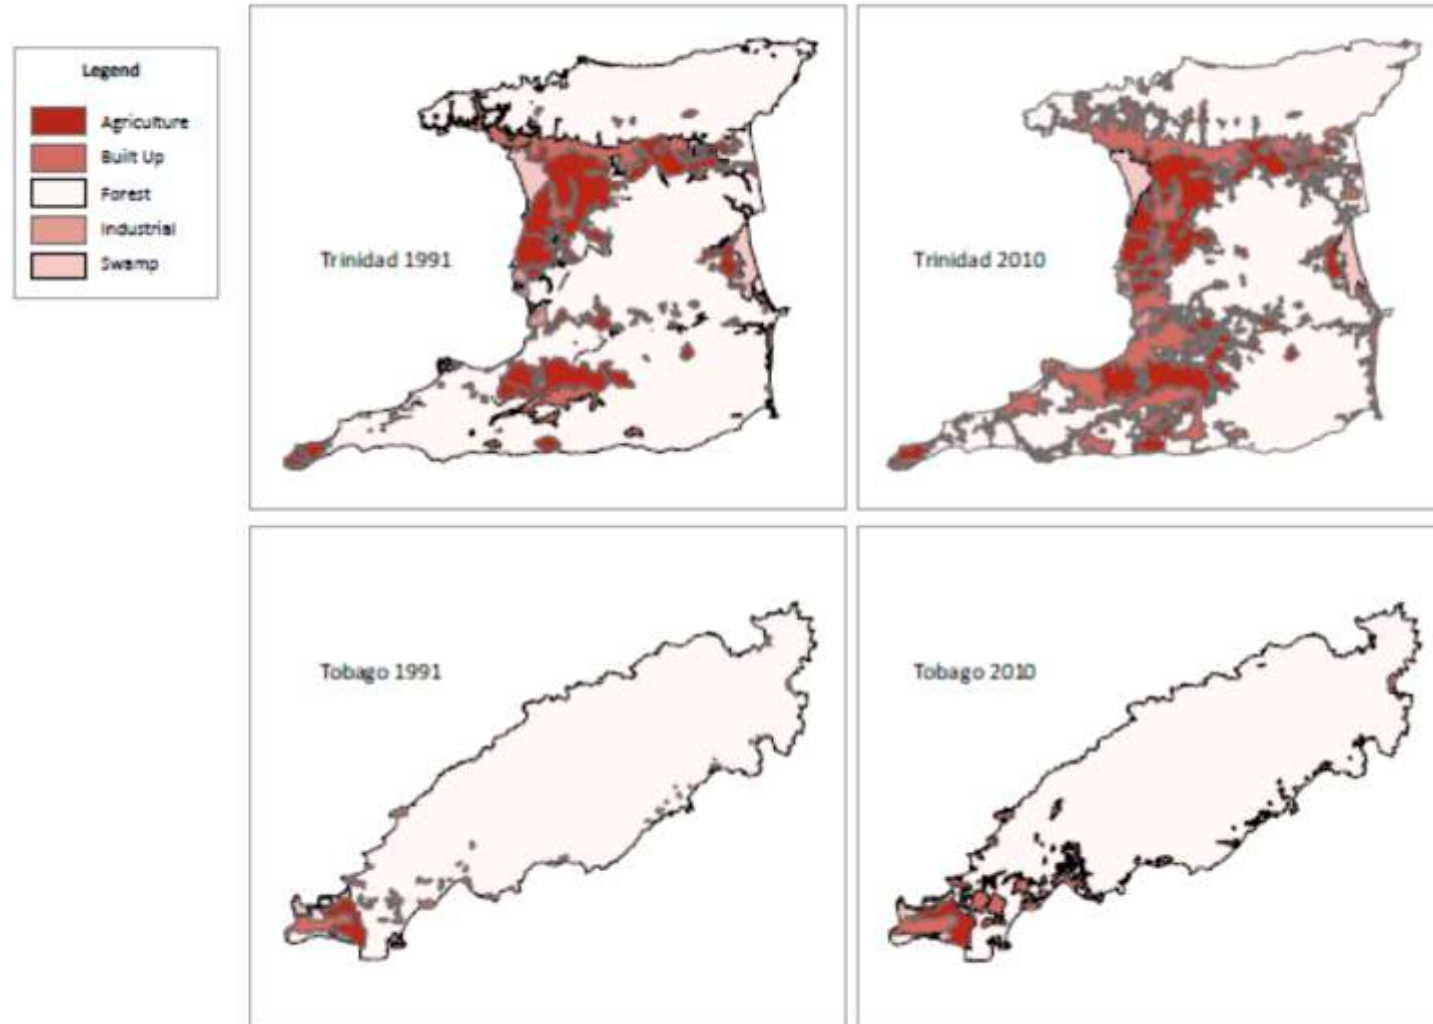 Legend
Agriculture
Built Up
Forest
Industrial
Swamp
Trinidad 1991
Trinidad 2010
Tobago 1991
Tobago 2010